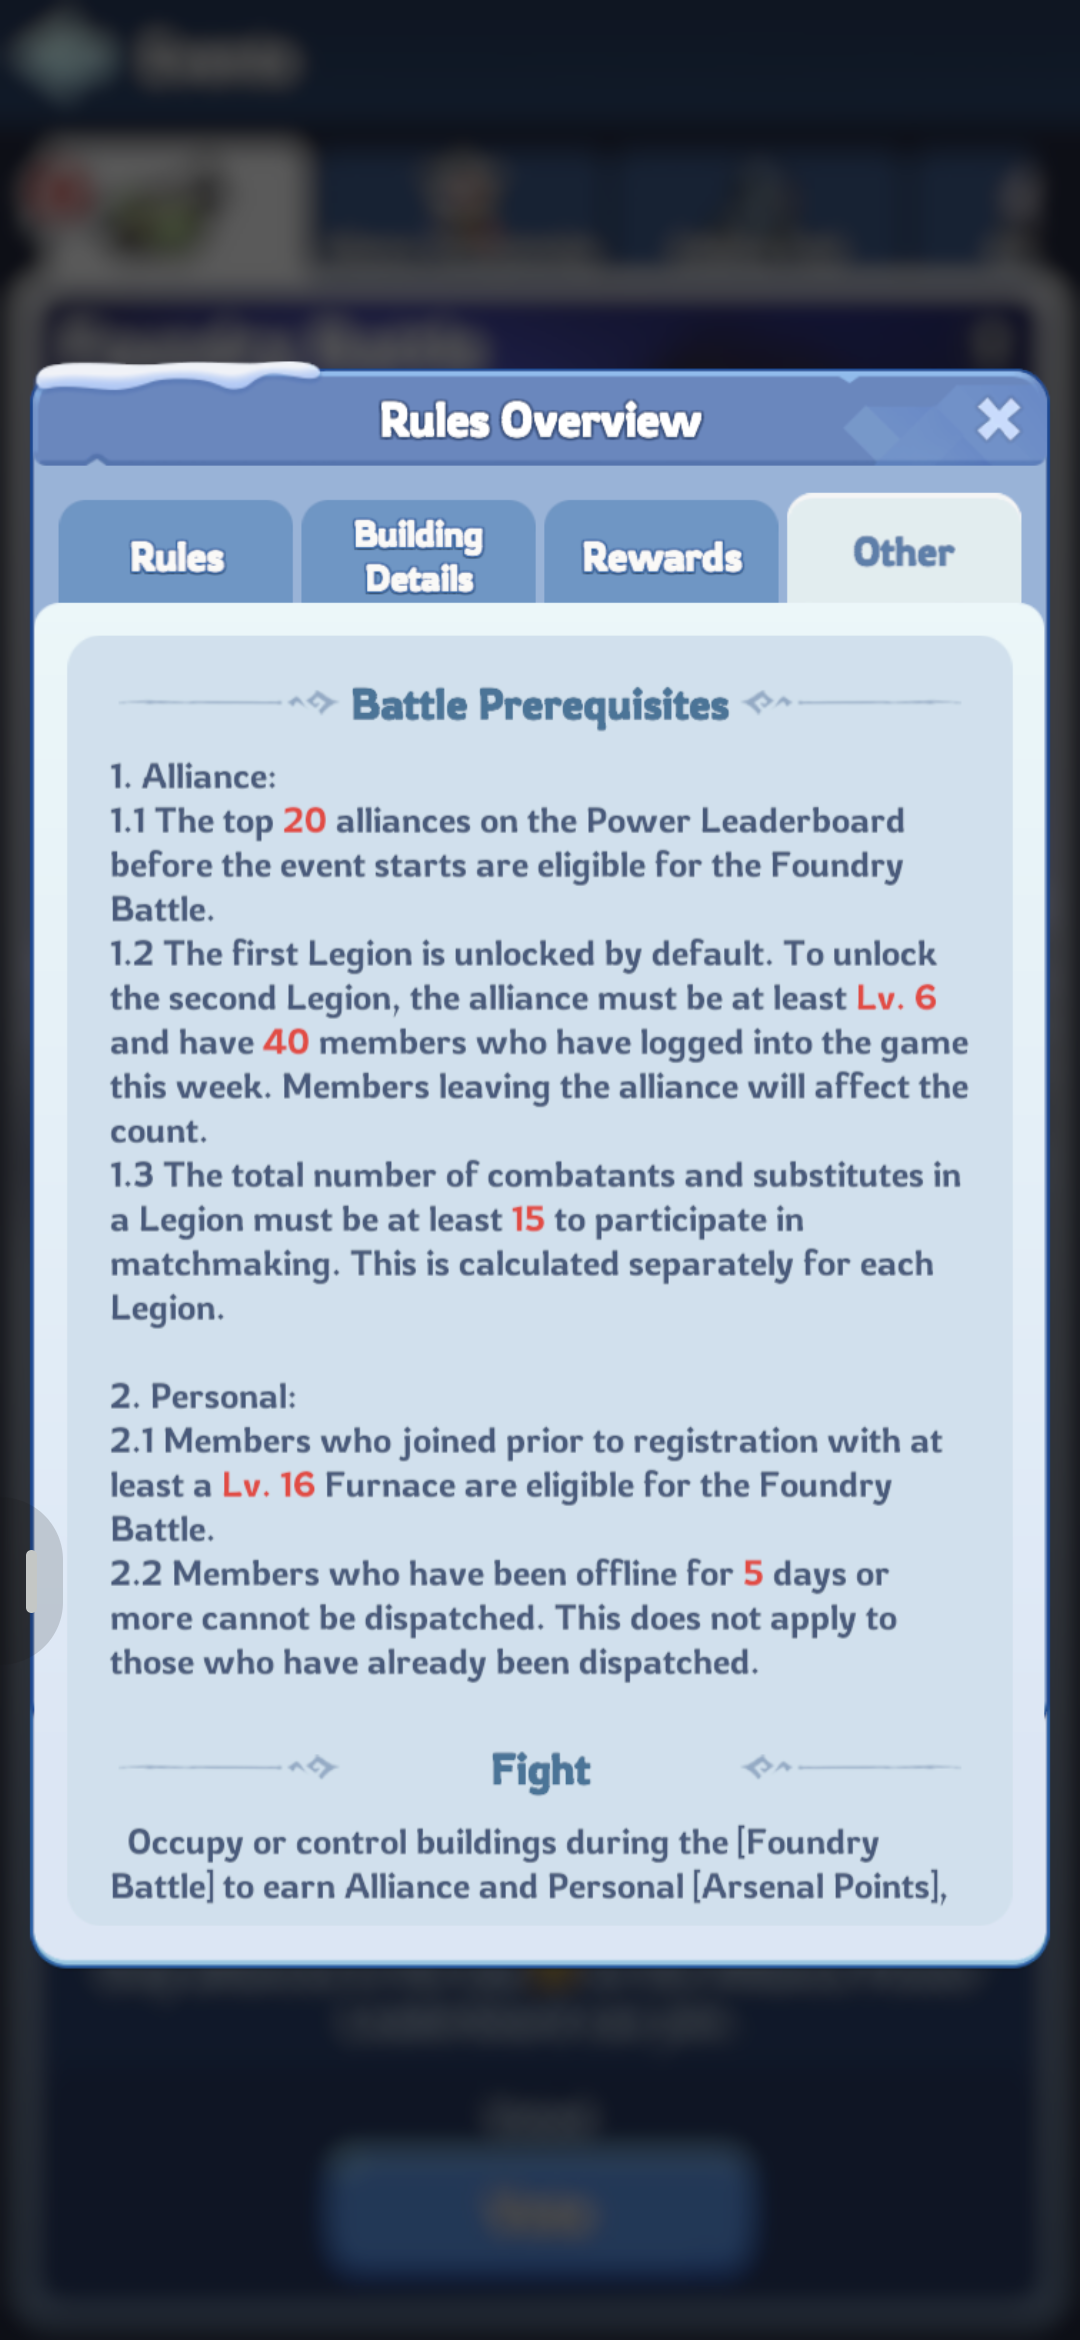 Rules Overview
Rules
Building
Details
Rewards
Other
Battle Prerequisites
1. Alliance:
1.1 The top 20 alliances on the Power Leaderboard
before the event starts are eligible for the Foundry
Battle.
1.2 The first Legion is unlocked by default. To unlock
the second Legion, the alliance must be at least Lv. 6
and have 40 members who have logged into the game
this week. Members leaving the alliance will affect the
count.
1.3 The total number of combatants and substitutes in
a Legion must be at least 15 to participate in
matchmaking. This is calculated separately for each
Legion.
2. Personal:
2.1 Members who joined prior to registration with at
least a Lv. 16 Furnace are eligible for the Foundry
Battle.
2.2 Members who have been offline for 5 days or
more cannot be dispatched. This does not apply to
those who have already been dispatched.
Fight
Occupy or control buildings during the [Foundry
Battle] to earn Alliance and Personal [Arsenal Points],